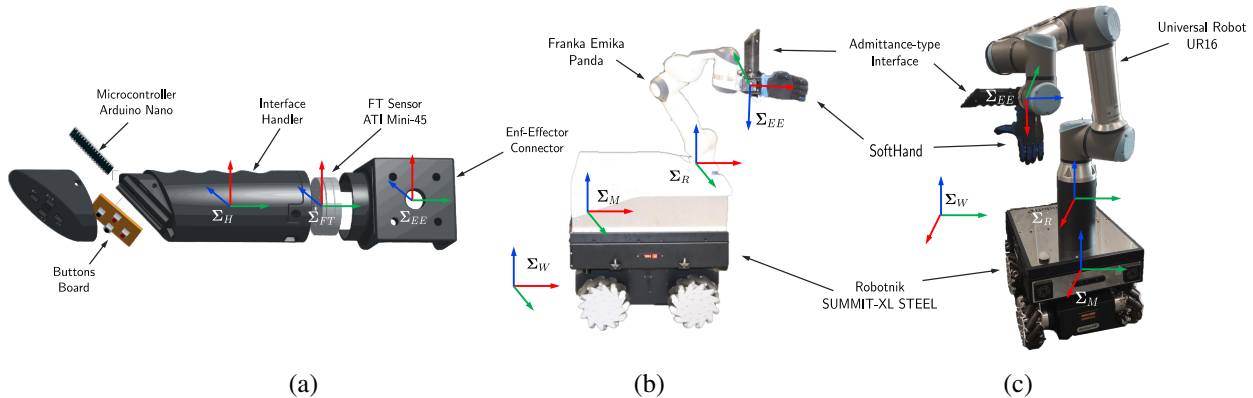 Microcontroller
Arduino Nano
Interface
Handler
FT Sensor
ATI Mini-45
Enf-Effector
Connector
Σ_H
Σ_FT
Σ_EE
Buttons
Board
(a)
Franka Emika
Panda
Σ_EE
Σ_R
Σ_M
Σ_W
(b)
Admittance-type
Interface
SoftHand
Robotnik
SUMMIT-XL STEEL
Universal Robot
UR16
Σ_EE
Σ_W
Σ_R
Σ_M
(c)